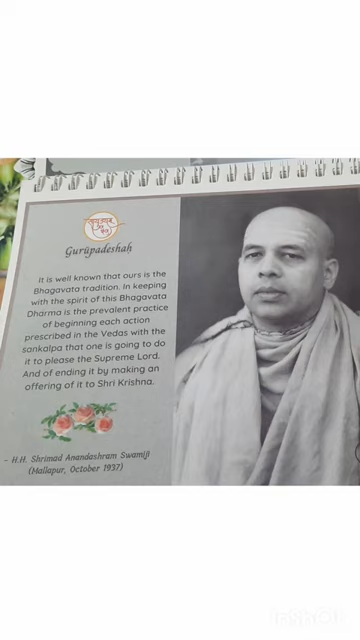 Gurūpadeshaḥ
It is well known that ours is the
Bhagavata tradition. In keeping
with the spirit of this Bhagavata
Dharma is the prevalent practice
of beginning each action
prescribed in the Vedas with the
sankalpa that one is going to do
it to please the Supreme Lord.
And of ending it by making an
offering of it to Shri Krishna.
- H.H. Shrimad Anandashram Swamiji
(Mallapur, October 1937)